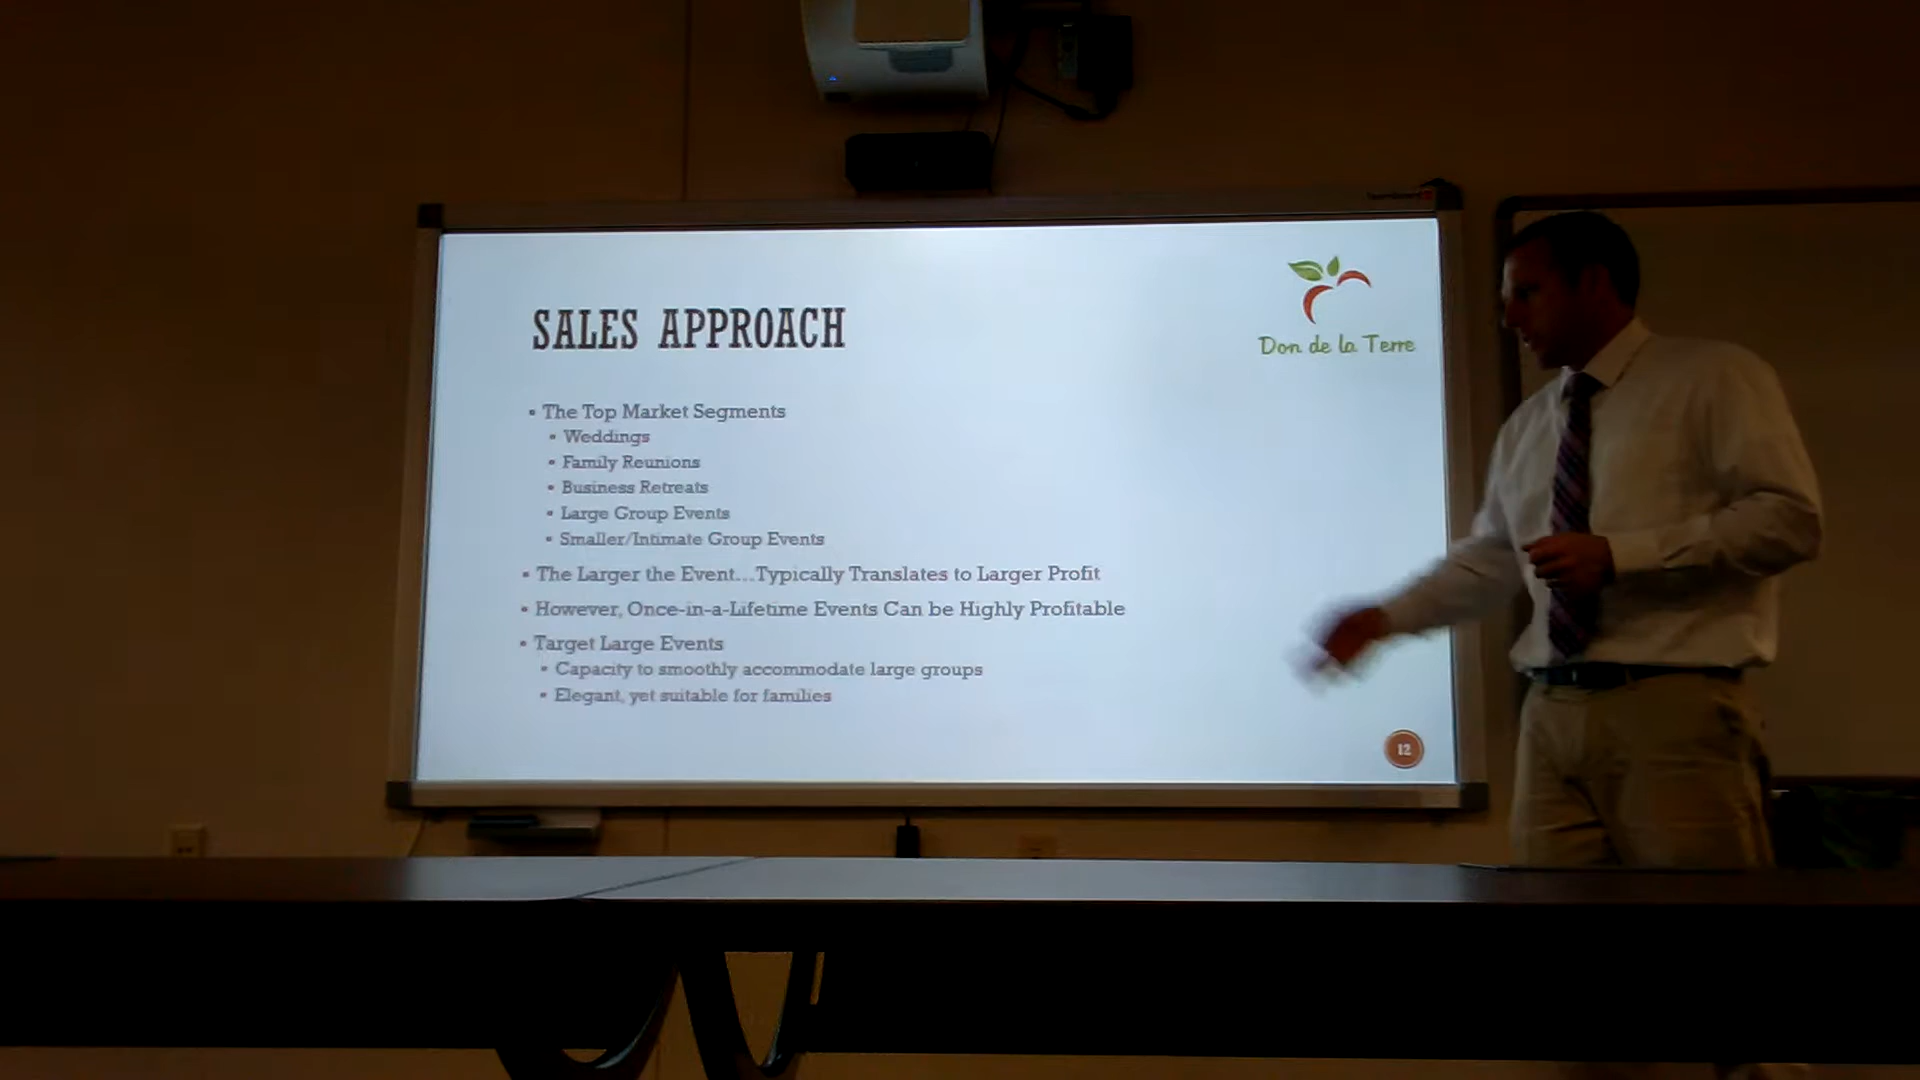 SALES APPROACH
Don de la Terre
▪ The Top Market Segments
▪ Weddings
▪ Family Reunions
▪ Business Retreats
▪ Large Group Events
▪ Smaller/Intimate Group Events
▪ The Larger the Event...Typically Translates to Larger Profit
▪ However, Once-in-a-Lifetime Events Can be Highly Profitable
▪ Target Large Events
▪ Capacity to smoothly accommodate large groups
▪ Elegant, yet suitable for families
12